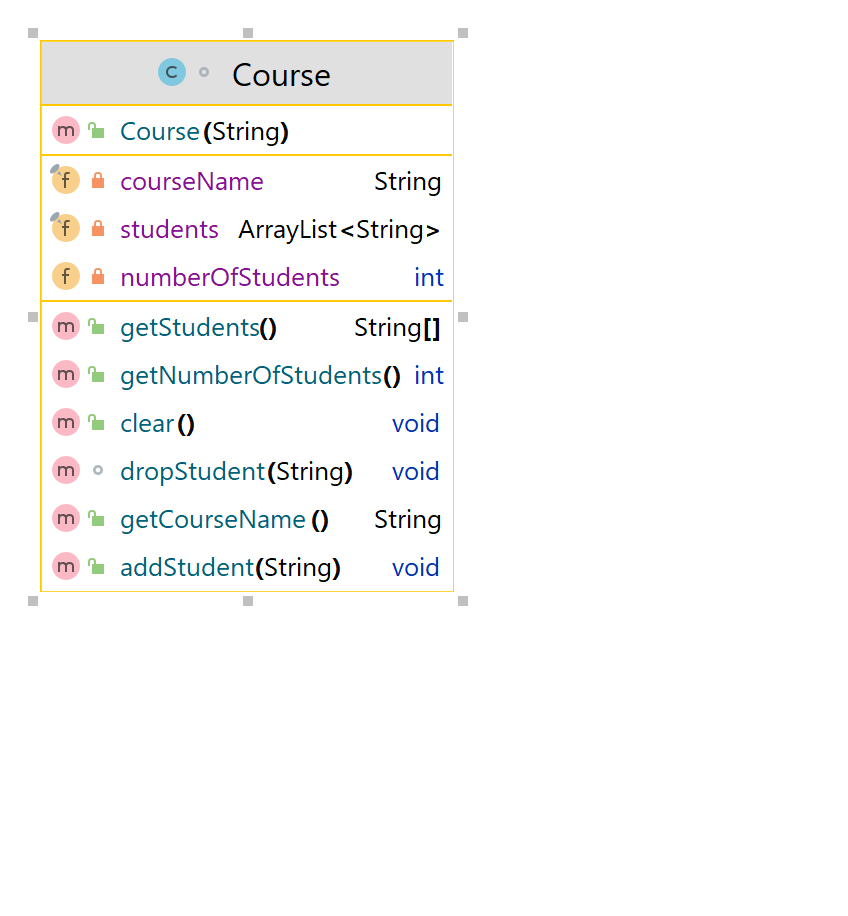 C Course
m Course(String)
f courseName String
f students ArrayList<String>
f numberOfStudents int
m getStudents() String[]
m getNumberOfStudents() int
m clear() void
m dropStudent(String) void
m getCourseName() String
m addStudent(String) void